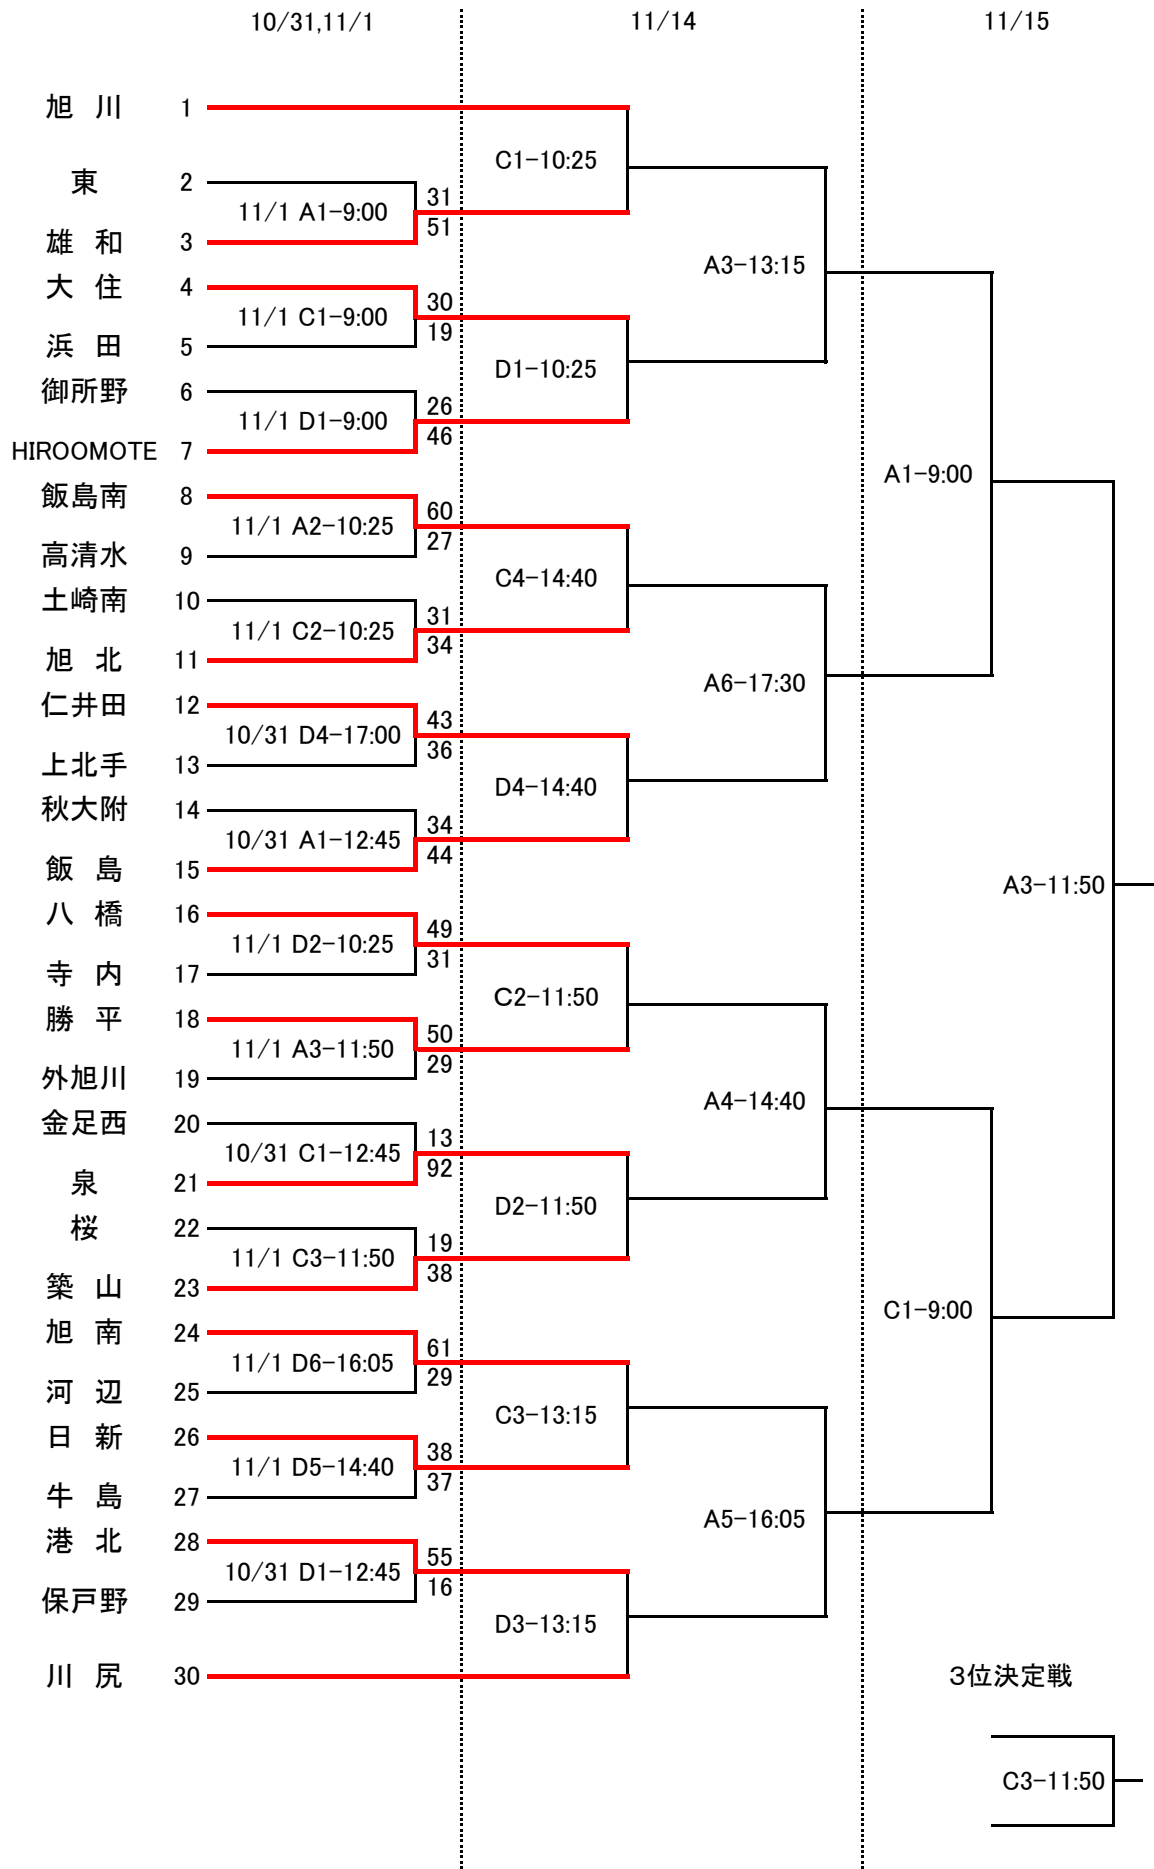 10/31,11/1 11/14 11/15
旭 川 1
C1-10:25
東 2
11/1 A1-9:00 31
51
雄 和 3
A3-13:15
大 住 4
11/1 C1-9:00 30
19
浜 田 5
D1-10:25
御所野 6
11/1 D1-9:00 26
46
HIROOMOTE 7
A1-9:00
飯島南 8
11/1 A2-10:25 60
27
高清水 9
C4-14:40
土崎南 10
11/1 C2-10:25 31
34
旭 北 11
A6-17:30
仁井田 12
10/31 D4-17:00 43
36
上北手 13
D4-14:40
秋大附 14
10/31 A1-12:45 34
44
飯 島 15
A3-11:50
八 橋 16
11/1 D2-10:25 49
31
寺 内 17
C2-11:50
勝 平 18
11/1 A3-11:50 50
29
外旭川 19
A4-14:40
金足西 20
10/31 C1-12:45 13
92
泉 21
D2-11:50
桜 22
11/1 C3-11:50 19
38
築 山 23
C1-9:00
旭 南 24
11/1 D6-16:05 61
29
河 辺 25
C3-13:15
日 新 26
11/1 D5-14:40 38
37
牛 島 27
A5-16:05
港 北 28
10/31 D1-12:45 55
16
保戸野 29
D3-13:15
川 尻 30
3位決定戦
C3-11:50